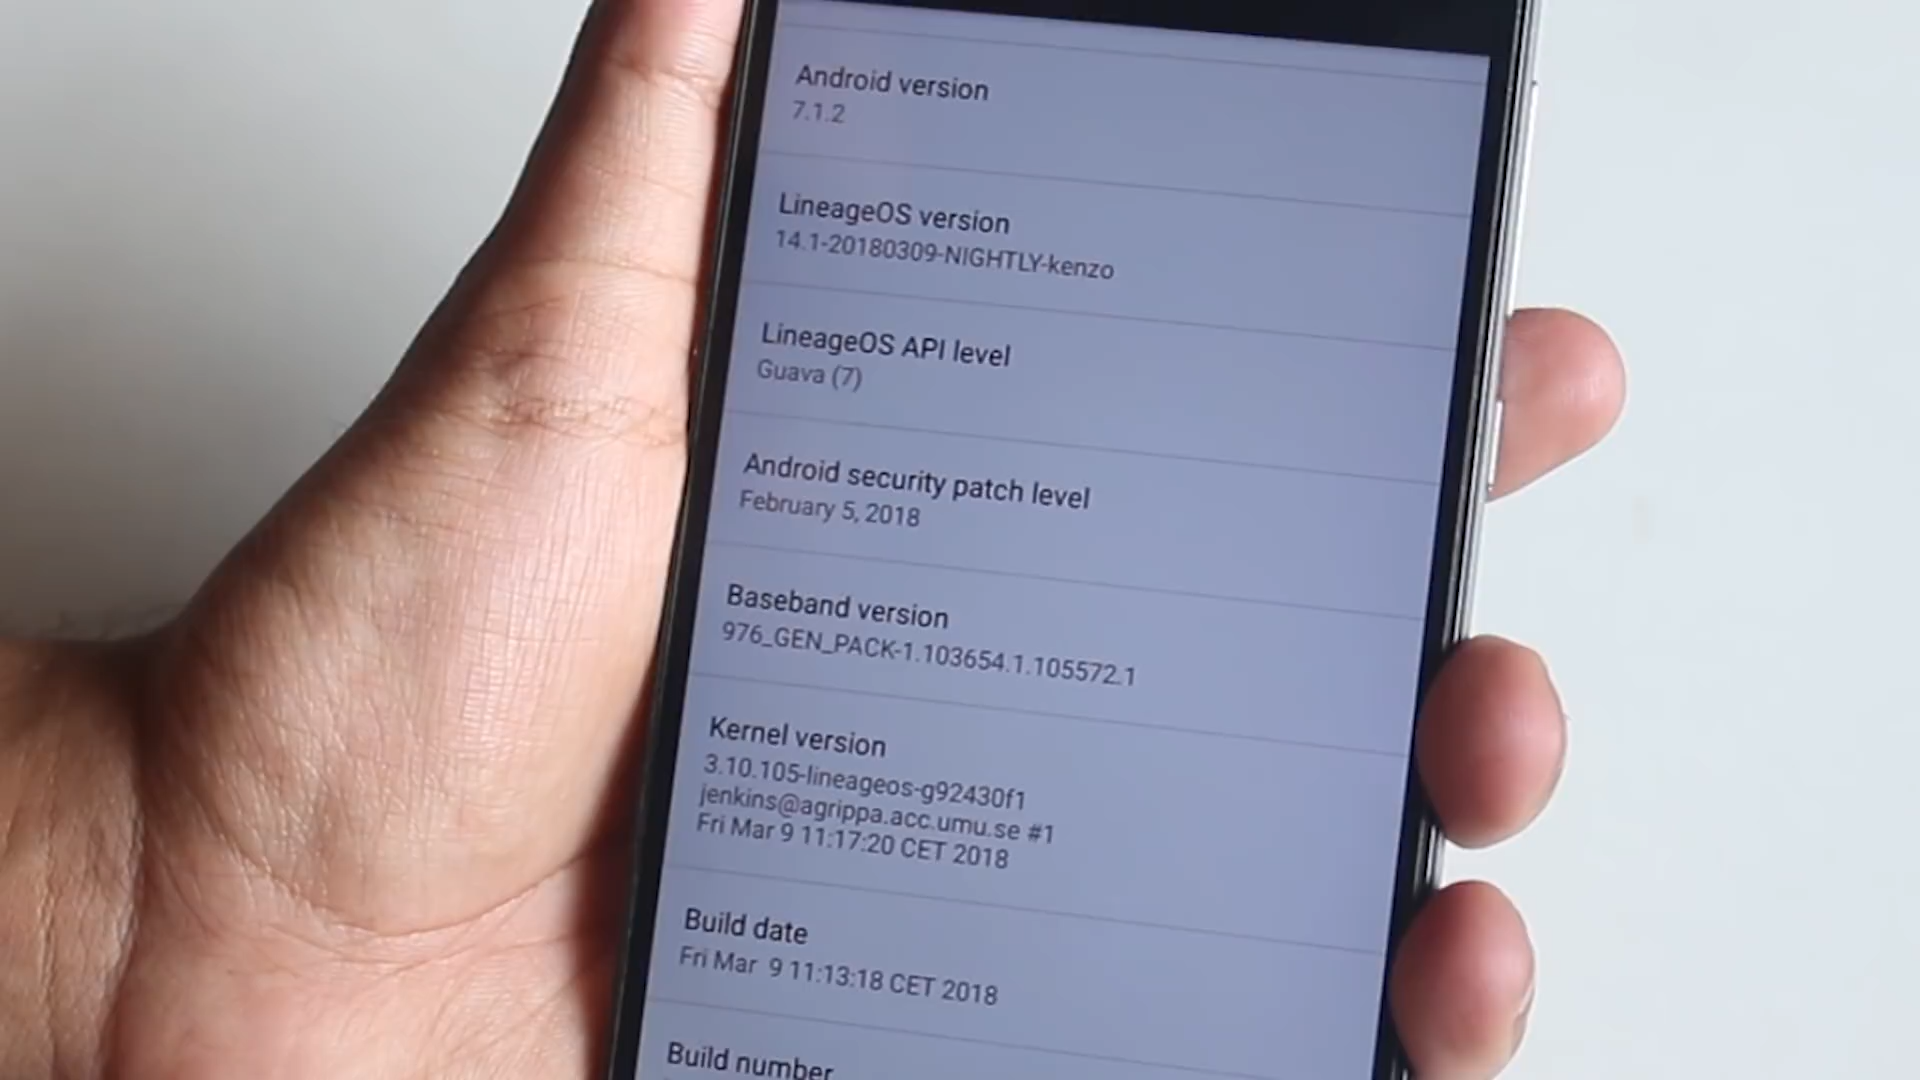 Android version
7.1.2
LineageOS version
14.1-20180309-NIGHTLY-kenzo
LineageOS API level
Guava (7)
Android security patch level
February 5, 2018
Baseband version
976_GEN_PACK-1.103654.1.105572.1
Kernel version
3.10.105-lineageos-g92430f1
jenkins@agrippa.acc.umu.se #1
Fri Mar 9 11:17:20 CET 2018
Build date
Fri Mar  9 11:13:18 CET 2018
Build number